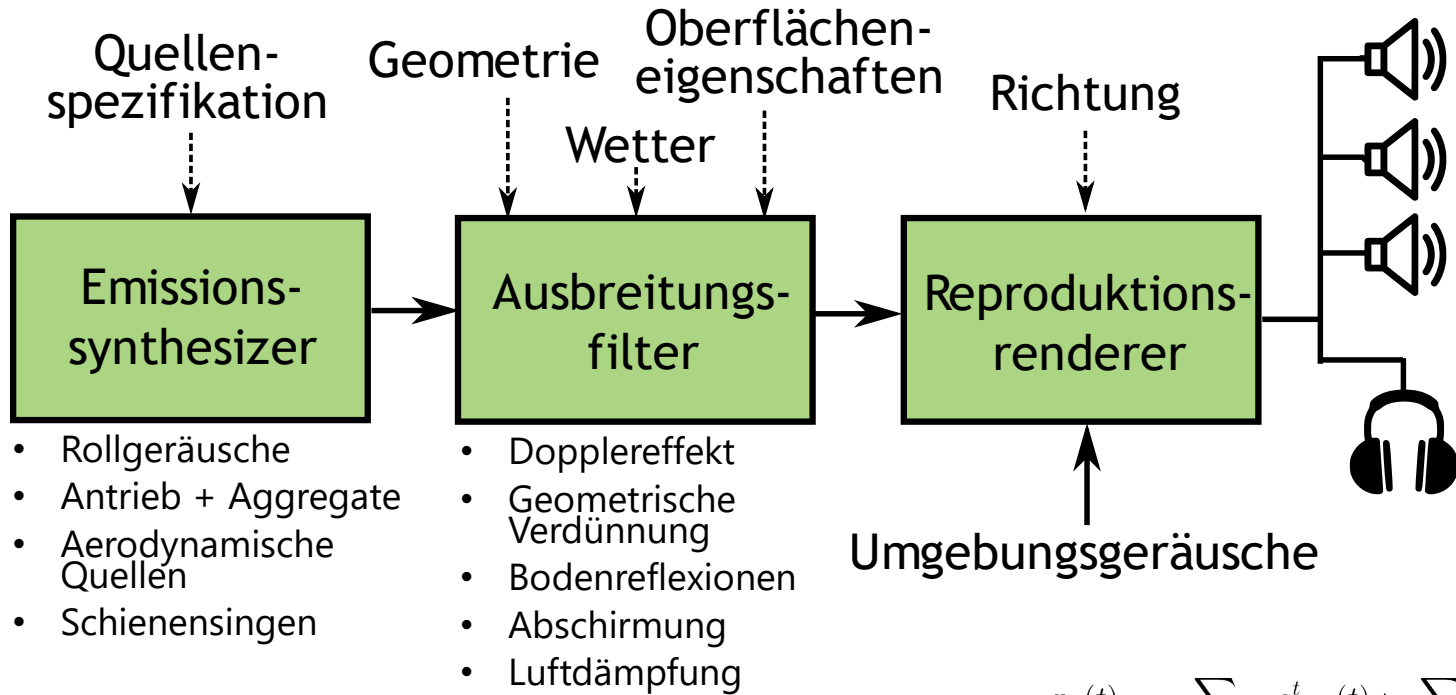 Quellen-
spezifikation
Geometrie
Wetter
Oberflächen-
eigenschaften
Richtung
Emissions-
synthesizer
Ausbreitungs-
filter
Reproduktions-
renderer
• Rollgeräusche
• Antrieb + Aggregate
• Aerodynamische
Quellen
• Schienensingen
• Dopplereffekt
• Geometrische
Verdünnung
• Bodenreflexionen
• Abschirmung
• Luftdämpfung
Umgebungsgeräusche